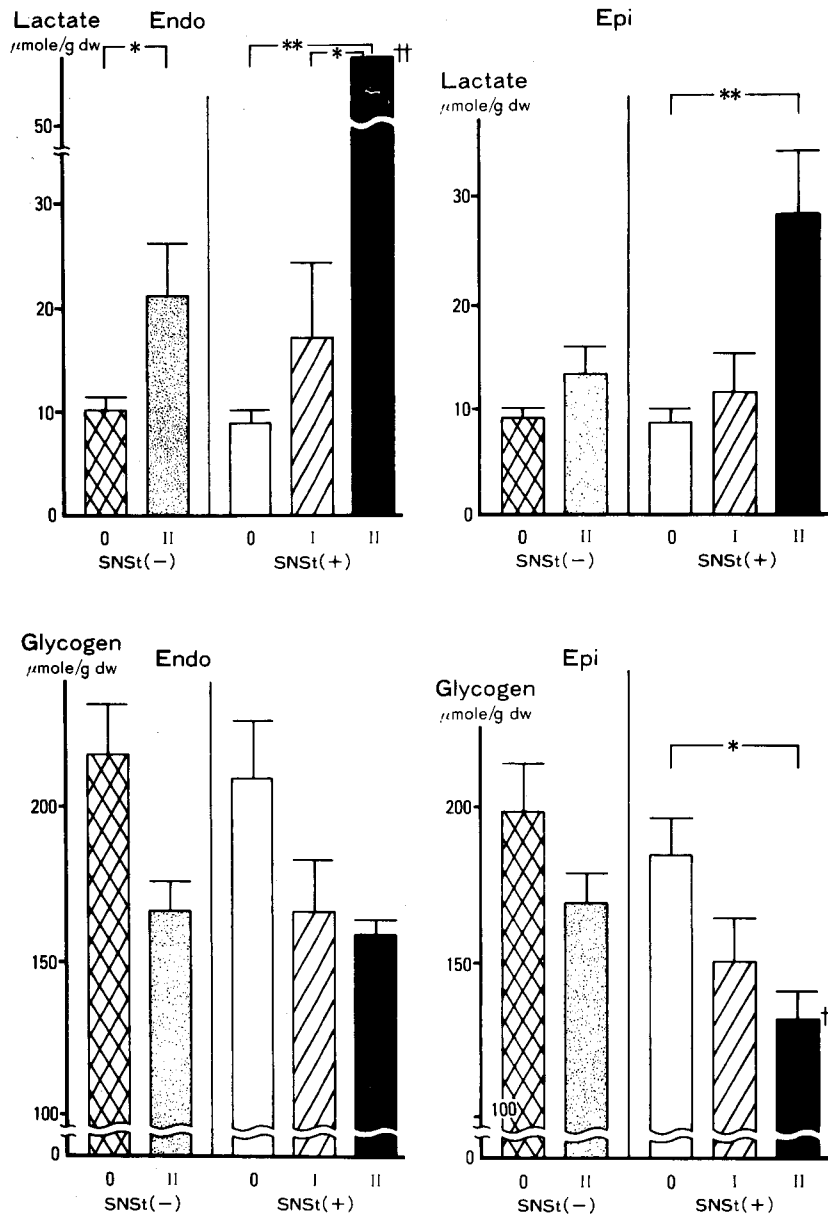 Lactate
μmole/g dw
Endo
* ** * ††
50
30
20
10
0
0 II 0 I II
SNSt(−) SNSt(+)
Epi
Lactate
μmole/g dw
**
30
20
10
0
0 II 0 I II
SNSt(−) SNSt(+)
Glycogen
μmole/g dw
Endo
200
150
100
0
0 II 0 I II
SNSt(−) SNSt(+)
Epi
Glycogen
μmole/g dw
*
200
150
†
100
0
0 II 0 I II
SNSt(−) SNSt(+)